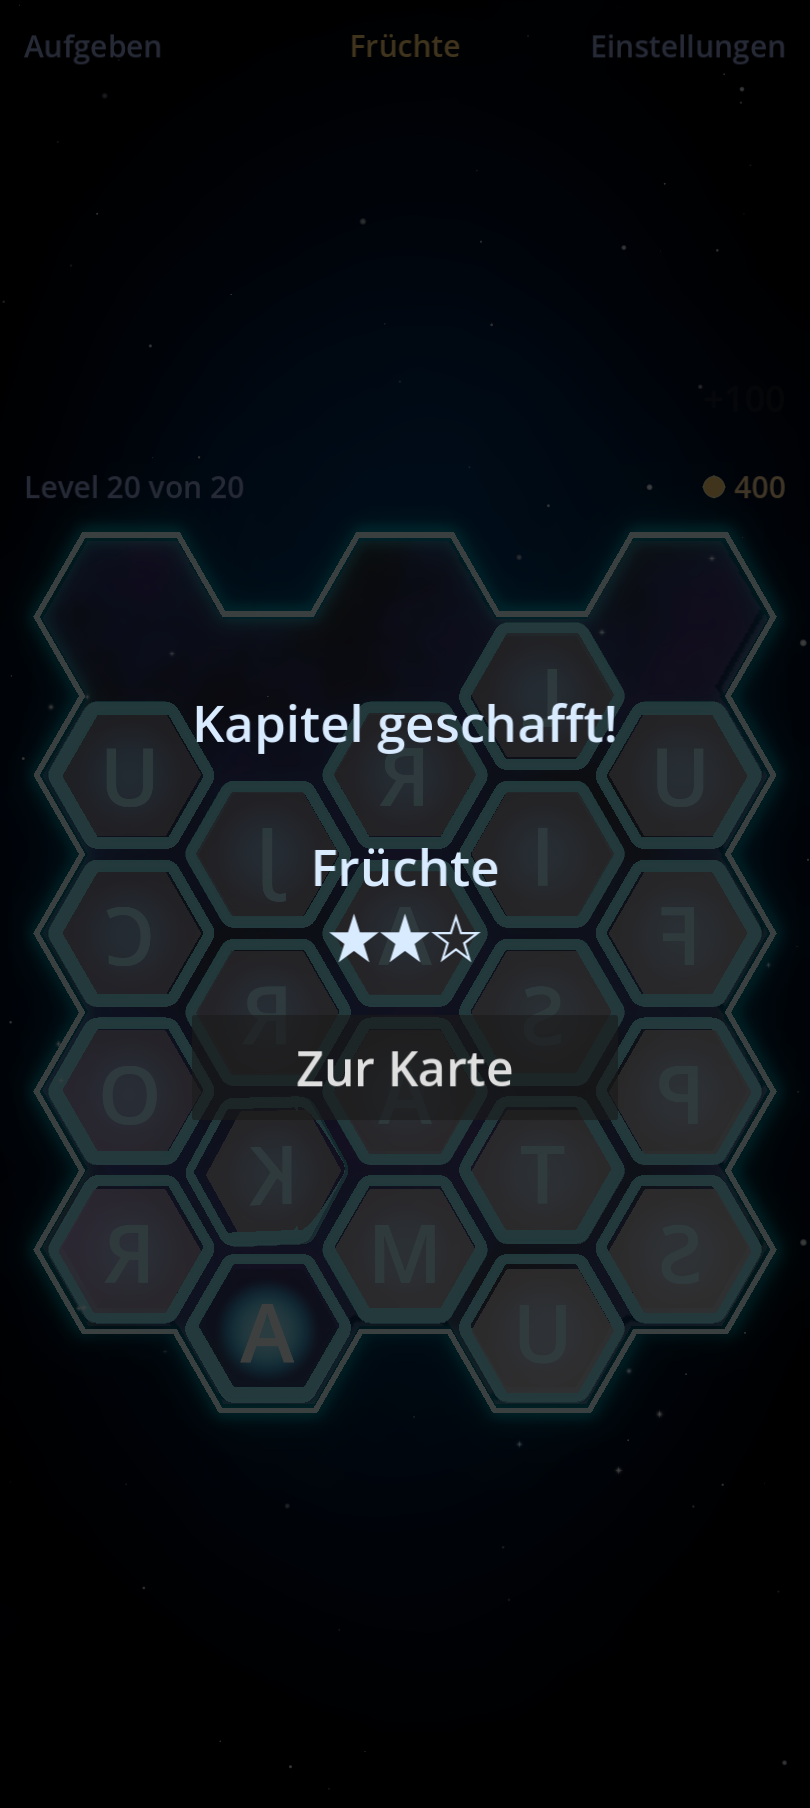 Aufgeben Früchte Einstellungen
+100
Level 20 von 20 400
I
Kapitel geschafft!
U R U
J I
Früchte
C A F
★★☆
R S
Zur Karte
O A P
K T
R M S
A U